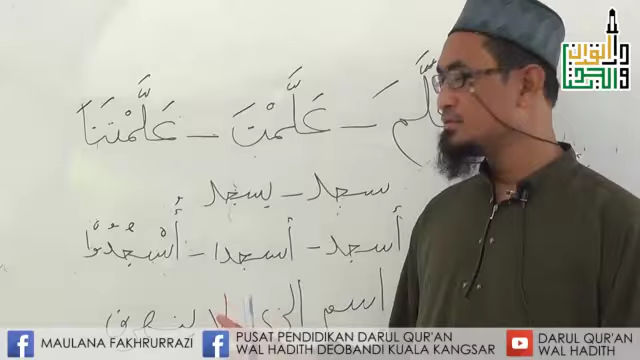 عَلَّمَ – عَلَّمْتَ – عَلَّمْتَنَا
سجد – يسجد
أسجد – أسجدا – أُسْجُدُوْا
اسم
MAULANA FAKHRURRAZI
PUSAT PENDIDIKAN DARUL QUR'AN
WAL HADITH DEOBANDI KUALA KANGSAR
DARUL QUR'AN
WAL HADITH